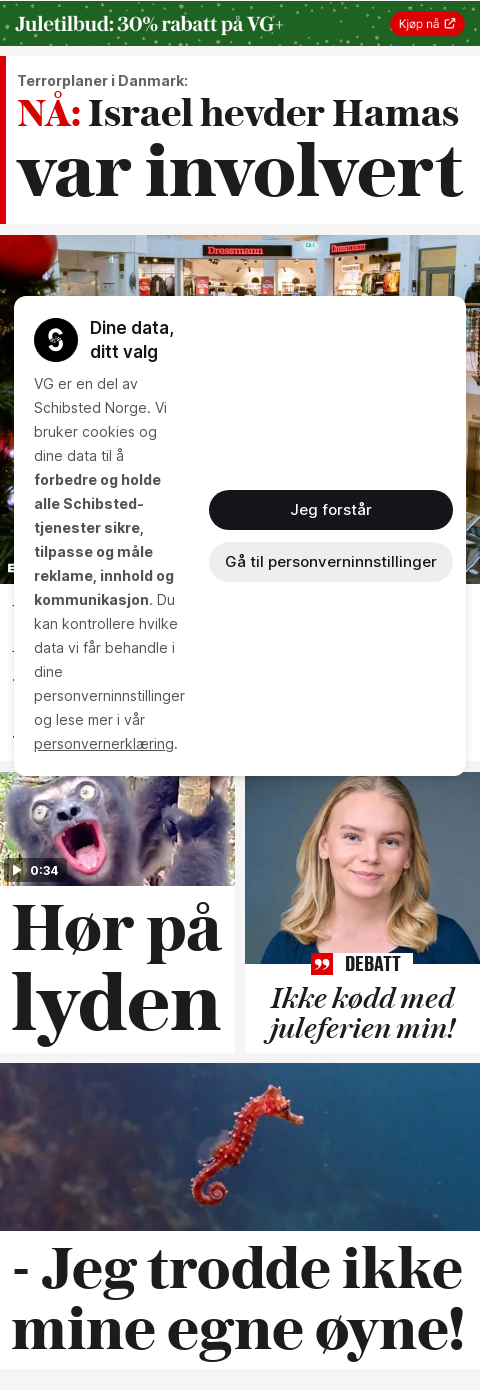 Juletilbud: 30% rabatt på VG+
Kjøp nå
Terrorplaner i Danmark:
NÅ: Israel hevder Hamas
var involvert
Dressmann
Dressmann
Dine data,
ditt valg
VG er en del av
Schibsted Norge. Vi
bruker cookies og
dine data til å
forbedre og holde
alle Schibsted-
tjenester sikre,
tilpasse og måle
reklame, innhold og
kommunikasjon. Du
kan kontrollere hvilke
data vi får behandle i
dine
personverninnstillinger
og lese mer i vår
personvernerklæring.
Jeg forstår
Gå til personverninnstillinger
0:34
Hør på
lyden
DEBATT
Ikke kødd med
juleferien min!
- Jeg trodde ikke
mine egne øyne!